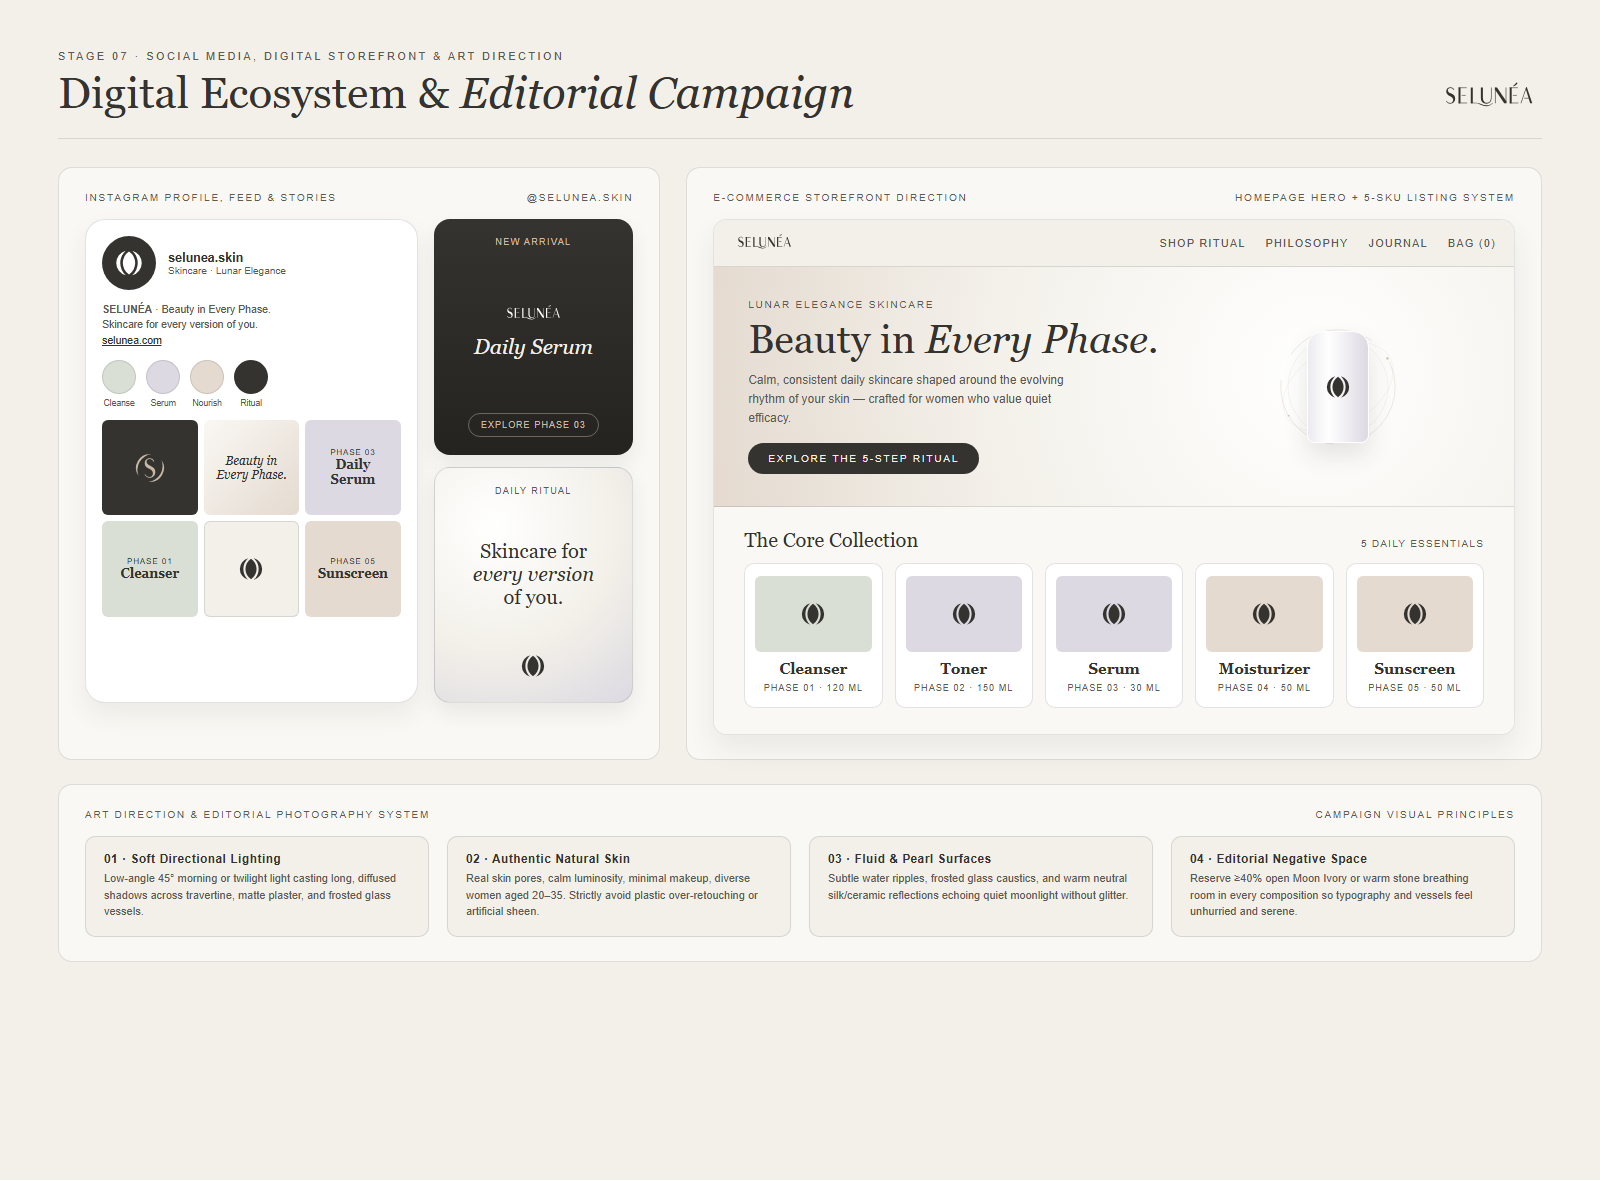 STAGE 07 · SOCIAL MEDIA, DIGITAL STOREFRONT & ART DIRECTION
Digital Ecosystem & Editorial Campaign
SELUNÉA
INSTAGRAM PROFILE, FEED & STORIES
@SELUNEA.SKIN
selunea.skin
Skincare · Lunar Elegance
SELUNÉA · Beauty in Every Phase.
Skincare for every version of you.
selunea.com
Cleanse
Serum
Nourish
Ritual
S
Beauty in
Every Phase.
PHASE 03
Daily
Serum
PHASE 01
Cleanser
PHASE 05
Sunscreen
NEW ARRIVAL
SELUNÉA
Daily Serum
EXPLORE PHASE 03
DAILY RITUAL
Skincare for
every version
of you.
E-COMMERCE STOREFRONT DIRECTION
HOMEPAGE HERO + 5-SKU LISTING SYSTEM
SELUNÉA
SHOP RITUAL
PHILOSOPHY
JOURNAL
BAG (0)
LUNAR ELEGANCE SKINCARE
Beauty in Every Phase.
Calm, consistent daily skincare shaped around the evolving
rhythm of your skin — crafted for women who value quiet
efficacy.
EXPLORE THE 5-STEP RITUAL
The Core Collection
5 DAILY ESSENTIALS
Cleanser
PHASE 01 · 120 ML
Toner
PHASE 02 · 150 ML
Serum
PHASE 03 · 30 ML
Moisturizer
PHASE 04 · 50 ML
Sunscreen
PHASE 05 · 50 ML
ART DIRECTION & EDITORIAL PHOTOGRAPHY SYSTEM
CAMPAIGN VISUAL PRINCIPLES
01 · Soft Directional Lighting
Low-angle 45° morning or twilight light casting long, diffused
shadows across travertine, matte plaster, and frosted glass
vessels.
02 · Authentic Natural Skin
Real skin pores, calm luminosity, minimal makeup, diverse
women aged 20–35. Strictly avoid plastic over-retouching or
artificial sheen.
03 · Fluid & Pearl Surfaces
Subtle water ripples, frosted glass caustics, and warm neutral
silk/ceramic reflections echoing quiet moonlight without glitter.
04 · Editorial Negative Space
Reserve ≥40% open Moon Ivory or warm stone breathing
room in every composition so typography and vessels feel
unhurried and serene.